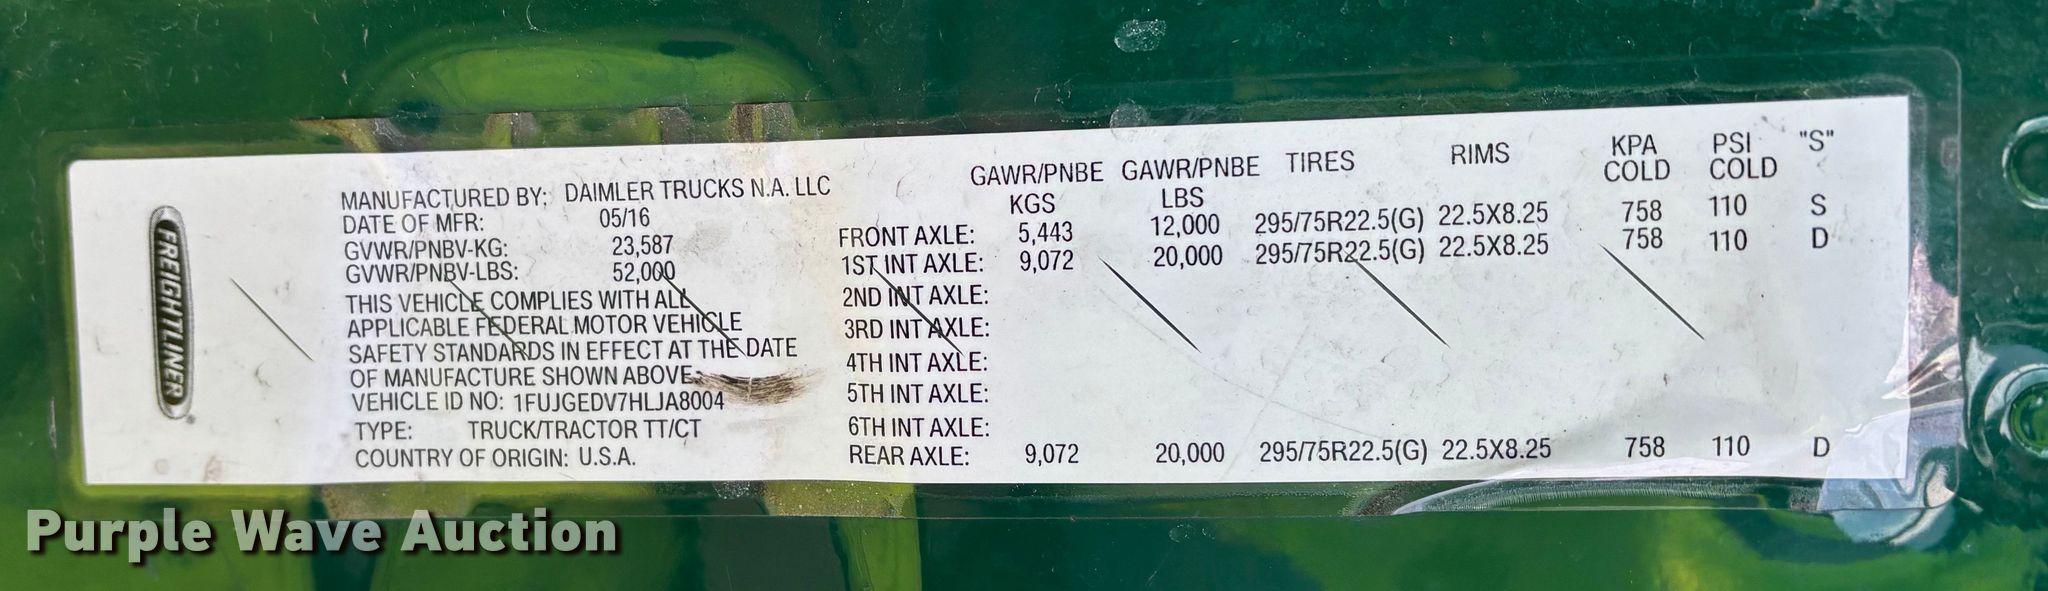 FREIGHTLINER
MANUFACTURED BY: DAIMLER TRUCKS N.A. LLC
DATE OF MFR: 05/16
GVWR/PNBV-KG: 23,587
GVWR/PNBV-LBS: 52,000
THIS VEHICLE COMPLIES WITH ALL
APPLICABLE FEDERAL MOTOR VEHICLE
SAFETY STANDARDS IN EFFECT AT THE DATE
OF MANUFACTURE SHOWN ABOVE.
VEHICLE ID NO: 1FUJGEDV7HLJA8004
TYPE: TRUCK/TRACTOR TT/CT
COUNTRY OF ORIGIN: U.S.A.
GAWR/PNBE GAWR/PNBE TIRES RIMS KPA PSI "S"
KGS LBS COLD COLD
FRONT AXLE: 5,443 12,000 295/75R22.5(G) 22.5X8.25 758 110 S
1ST INT AXLE: 9,072 20,000 295/75R22.5(G) 22.5X8.25 758 110 D
2ND INT AXLE:
3RD INT AXLE:
4TH INT AXLE:
5TH INT AXLE:
6TH INT AXLE:
REAR AXLE: 9,072 20,000 295/75R22.5(G) 22.5X8.25 758 110 D
Purple Wave Auction